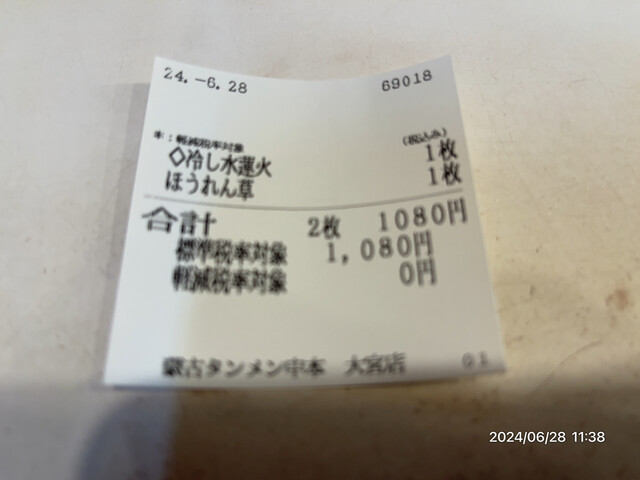 24.-6.28 69018
*:軽減税率対象 (税込み)
◇冷し水蓮火 1枚
ほうれん草 1枚
合計 2枚 1080円
標準税率対象 1,080円
軽減税率対象 0円
蒙古タンメン中本 大宮店 01
2024/06/28 11:38